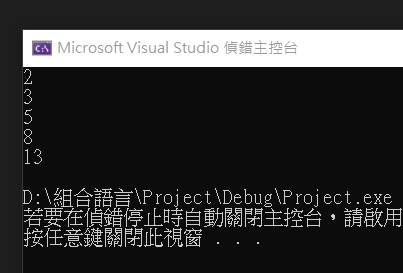 Microsoft Visual Studio 偵錯主控台
2
3
5
8
13
D:\組合語言\Project\Debug\Project.exe
若要在偵錯停止時自動關閉主控台，請啟用
按任意鍵關閉此視窗 . . .